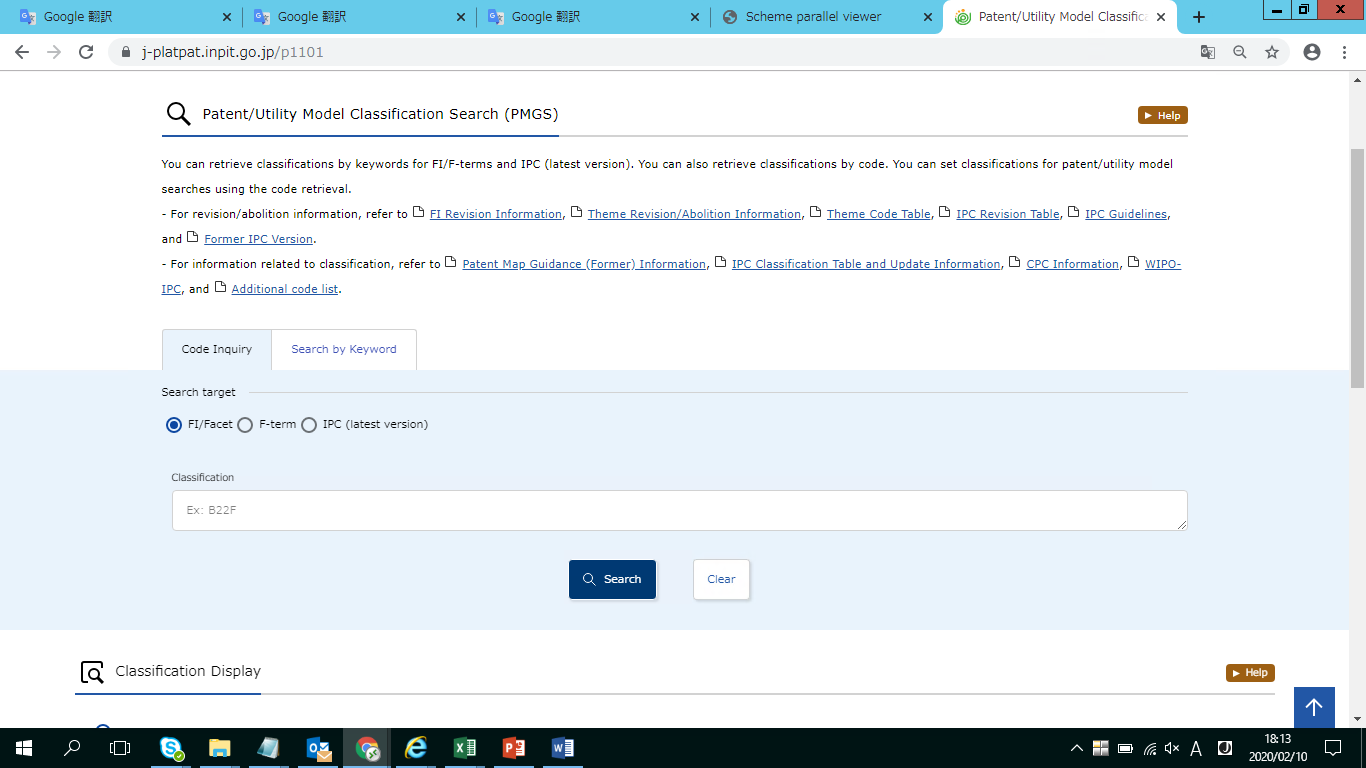 Google 翻訳
Google 翻訳
Google 翻訳
Scheme parallel viewer
Patent/Utility Model Classific
j-platpat.inpit.go.jp/p1101
Patent/Utility Model Classification Search (PMGS)
Help
You can retrieve classifications by keywords for FI/F-terms and IPC (latest version). You can also retrieve classifications by code. You can set classifications for patent/utility model
searches using the code retrieval.
- For revision/abolition information, refer to FI Revision Information, Theme Revision/Abolition Information, Theme Code Table, IPC Revision Table, IPC Guidelines,
and Former IPC Version.
- For information related to classification, refer to Patent Map Guidance (Former) Information, IPC Classification Table and Update Information, CPC Information, WIPO-
IPC, and Additional code list.
Code Inquiry
Search by Keyword
Search target
FI/Facet F-term IPC (latest version)
Classification
Ex: B22F
Search
Clear
Classification Display
Help
A
18:13
2020/02/10